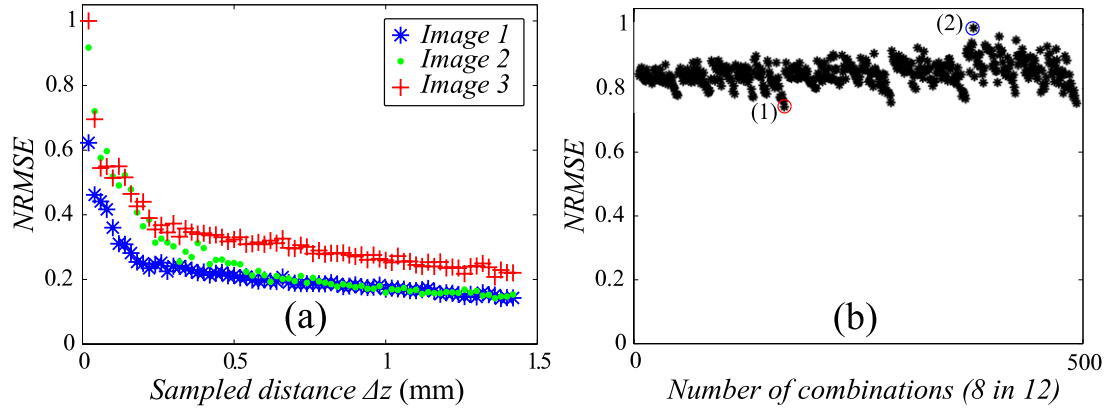 1
0.8
0.6
0.4
0.2
0
NRMSE
0
0.5
1
1.5
Sampled distance Δz (mm)
Image 1
Image 2
Image 3
(a)
1
0.8
0.6
0.4
0.2
0
NRMSE
0
500
Number of combinations (8 in 12)
(1)
(2)
(b)